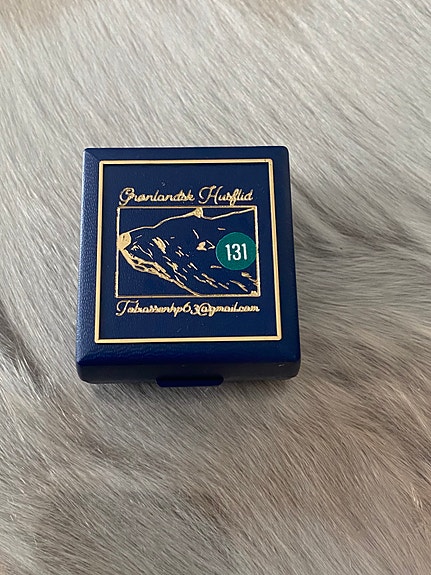 Grønlandsk Husflid
131
Tobiassenhp63@gmail.com